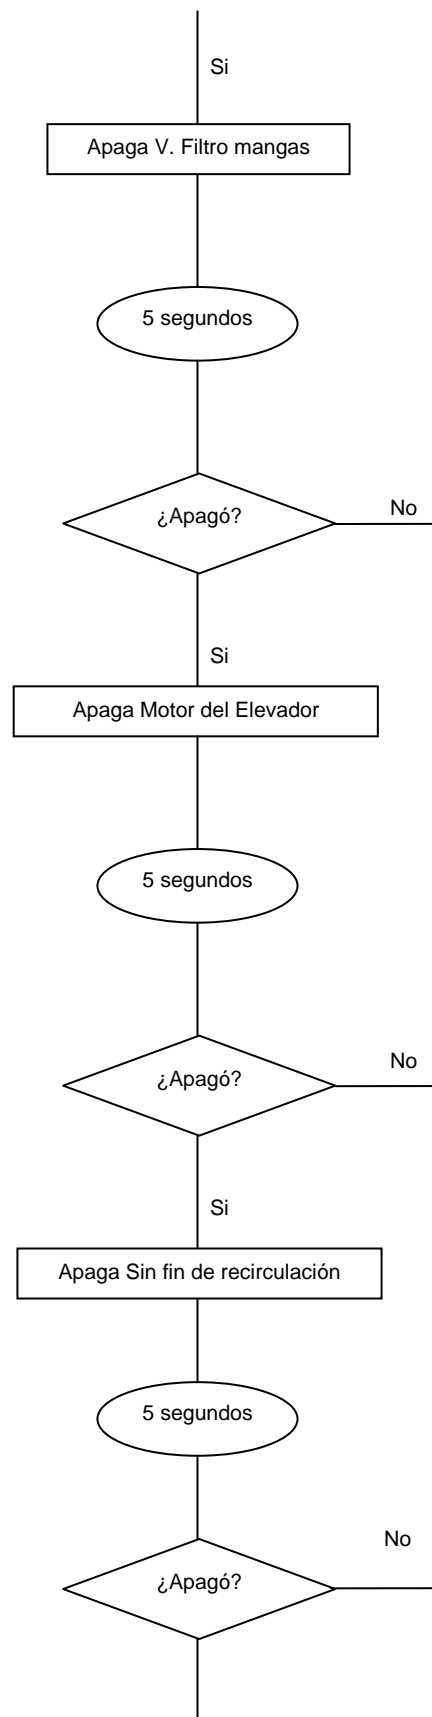 Si
Apaga V. Filtro mangas
5 segundos
¿Apagó?
No
Si
Apaga Motor del Elevador
5 segundos
¿Apagó?
No
Si
Apaga Sin fin de recirculación
5 segundos
¿Apagó?
No